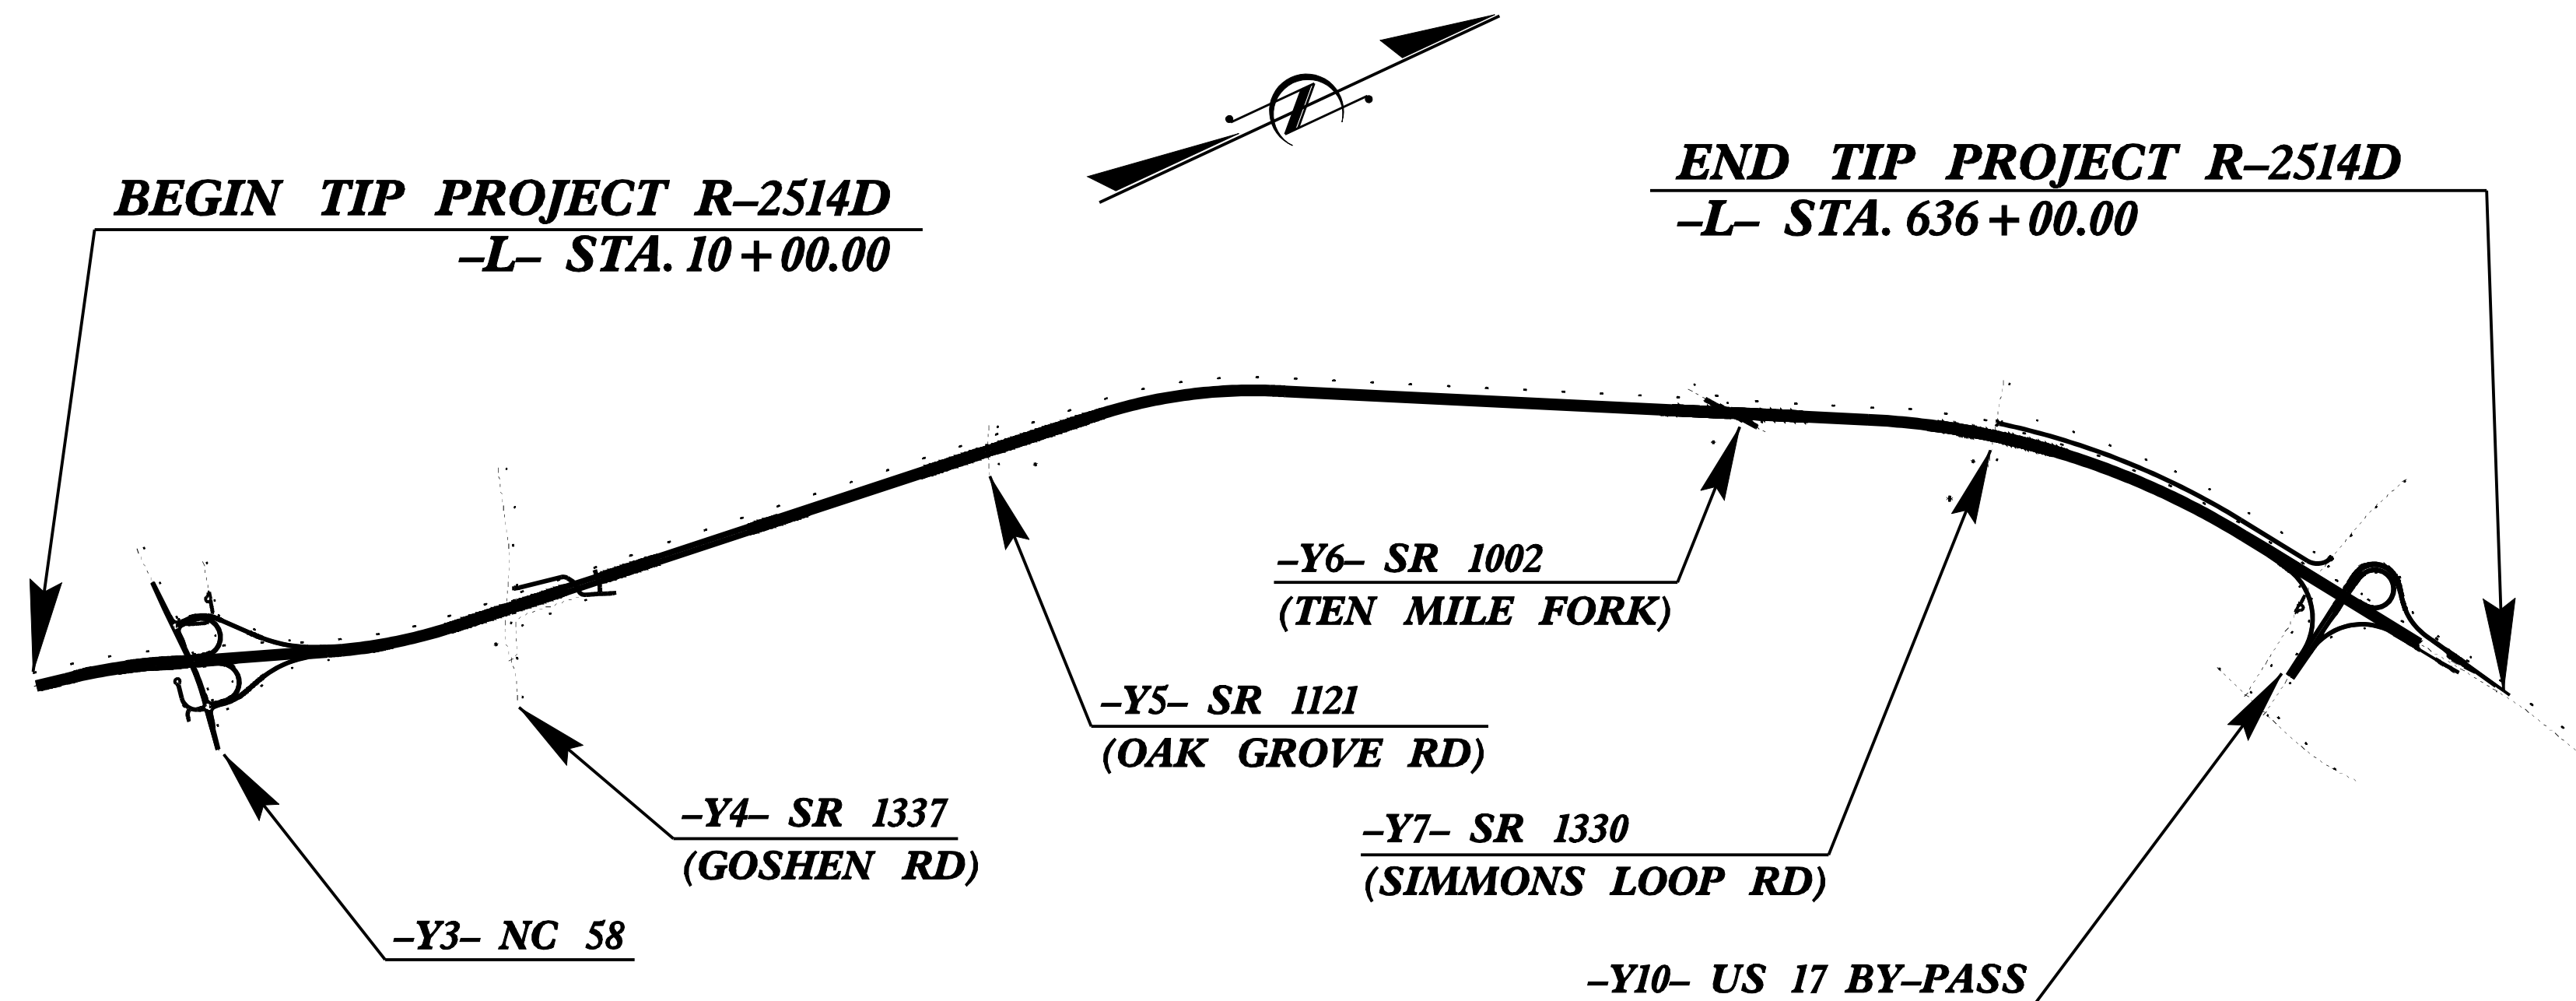 N
BEGIN TIP PROJECT R–2514D
–L– STA. 10+00.00
END TIP PROJECT R–2514D
–L– STA. 636+00.00
–Y6– SR 1002
(TEN MILE FORK)
–Y5– SR 1121
(OAK GROVE RD)
–Y4– SR 1337
(GOSHEN RD)
–Y7– SR 1330
(SIMMONS LOOP RD)
–Y3– NC 58
–Y10– US 17 BY–PASS